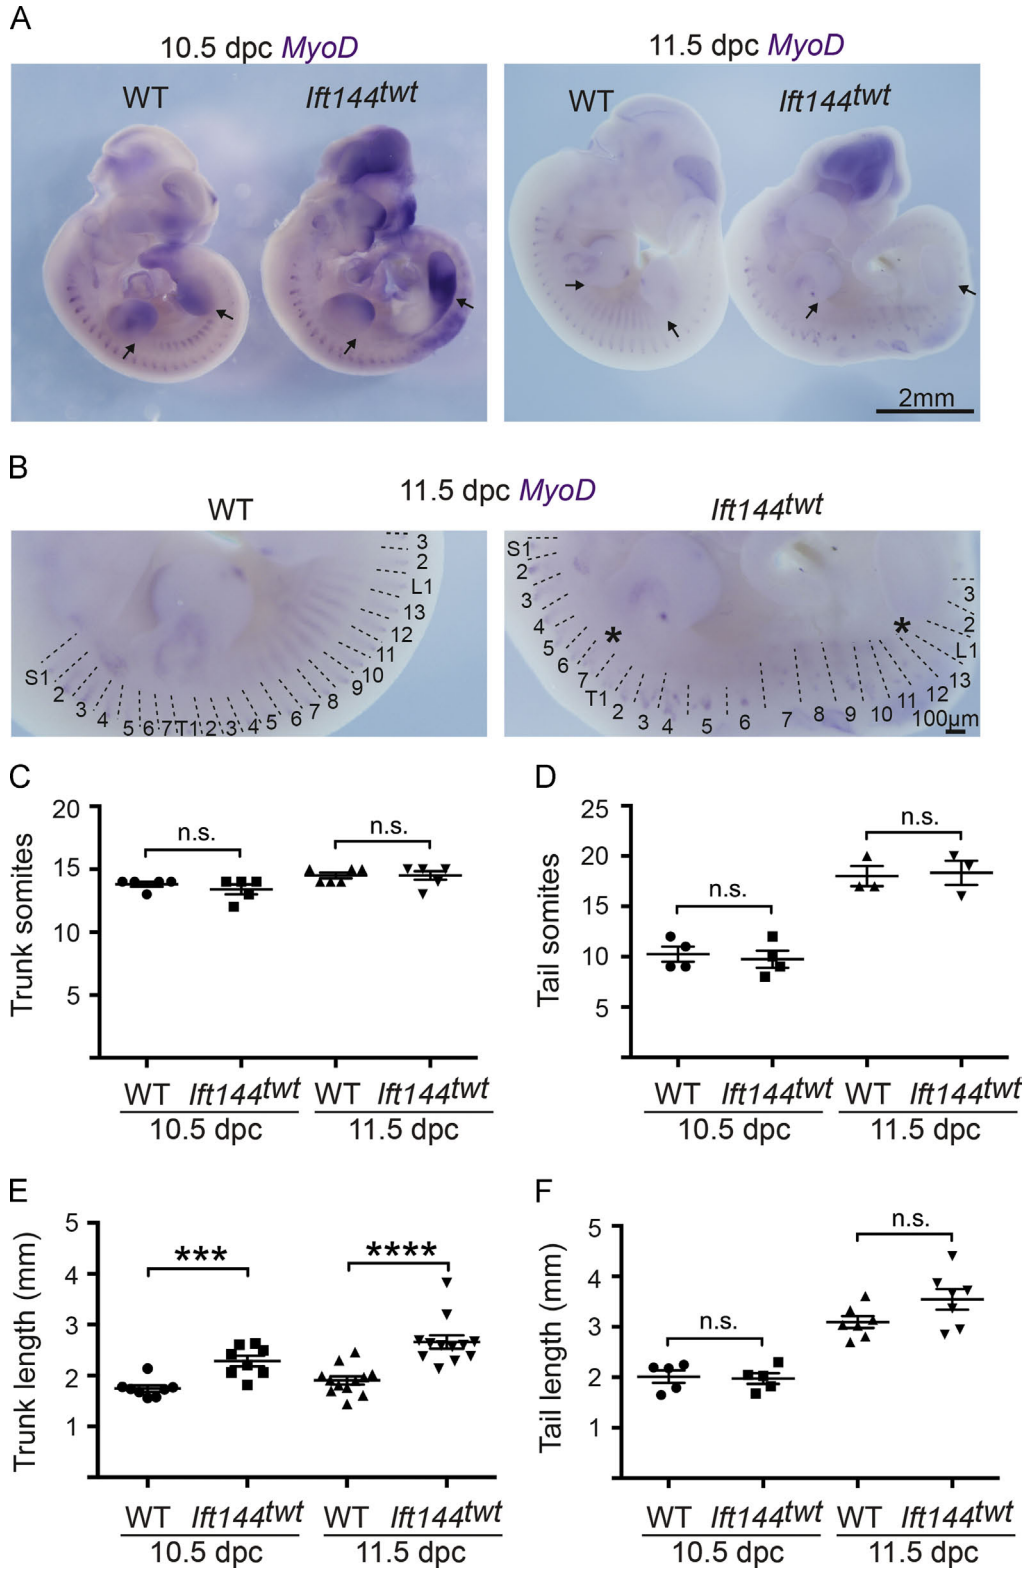 A
10.5 dpc MyoD
11.5 dpc MyoD
WT
Ift144twt
WT
Ift144twt
2mm
B
11.5 dpc MyoD
WT
Ift144twt
S1 2 3 4 5 6 7 T1 2 3 4 5 6 7 8 9 10 11 12 13 L1 2 3
S1 2 3 4 5 6 7 T1 2 3 4 5 6 7 8 9 10 11 12 13 L1 2 3
* *
100µm
C
Trunk somites
20
15
10
5
n.s.
n.s.
WT Ift144twt WT Ift144twt
10.5 dpc 11.5 dpc
D
Tail somites
25
20
15
10
5
n.s.
n.s.
WT Ift144twt WT Ift144twt
10.5 dpc 11.5 dpc
E
Trunk length (mm)
5
4
3
2
1
***
****
WT Ift144twt WT Ift144twt
10.5 dpc 11.5 dpc
F
Tail length (mm)
5
4
3
2
1
n.s.
n.s.
WT Ift144twt WT Ift144twt
10.5 dpc 11.5 dpc